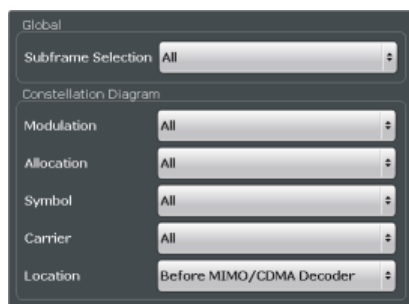 Global
Subframe Selection All
Constellation Diagram
Modulation All
Allocation All
Symbol All
Carrier All
Location Before MIMO/CDMA Decoder